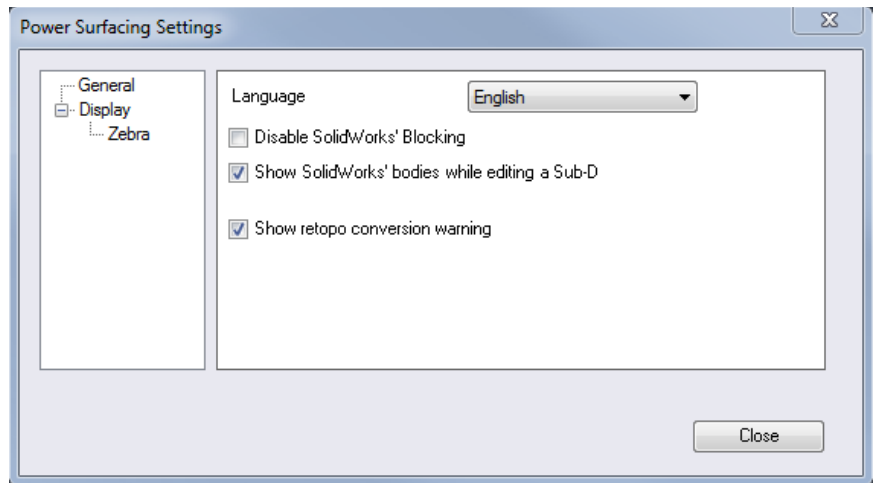 Power Surfacing Settings
General
Display
Zebra
Language
English
Disable SolidWorks' Blocking
Show SolidWorks' bodies while editing a Sub-D
Show retopo conversion warning
Close